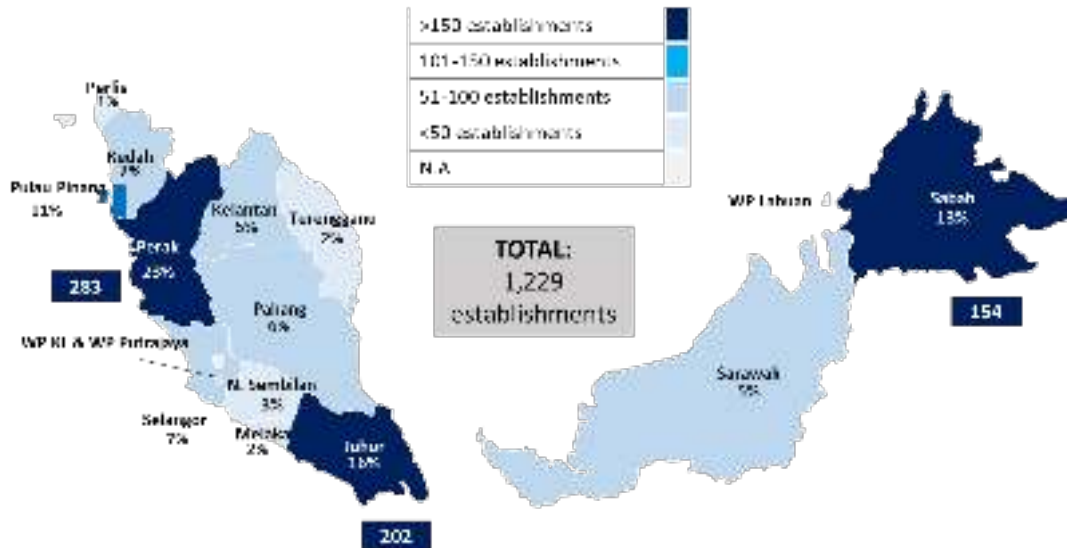 >150 establishments
101-150 establishments
51-100 establishments
<50 establishments
N.A
Perlis
1%
Kedah
7%
Pulau Pinang
11%
Perak
23%
283
Kelantan
5%
Terengganu
2%
Pahang
WP KL & WP Putrajaya
N. Sembilan
3%
Selangor
7%
Melaka
2%
Johor
16%
202
TOTAL:
1,229
establishments
WP Labuan
Sabah
13%
154
Sarawak